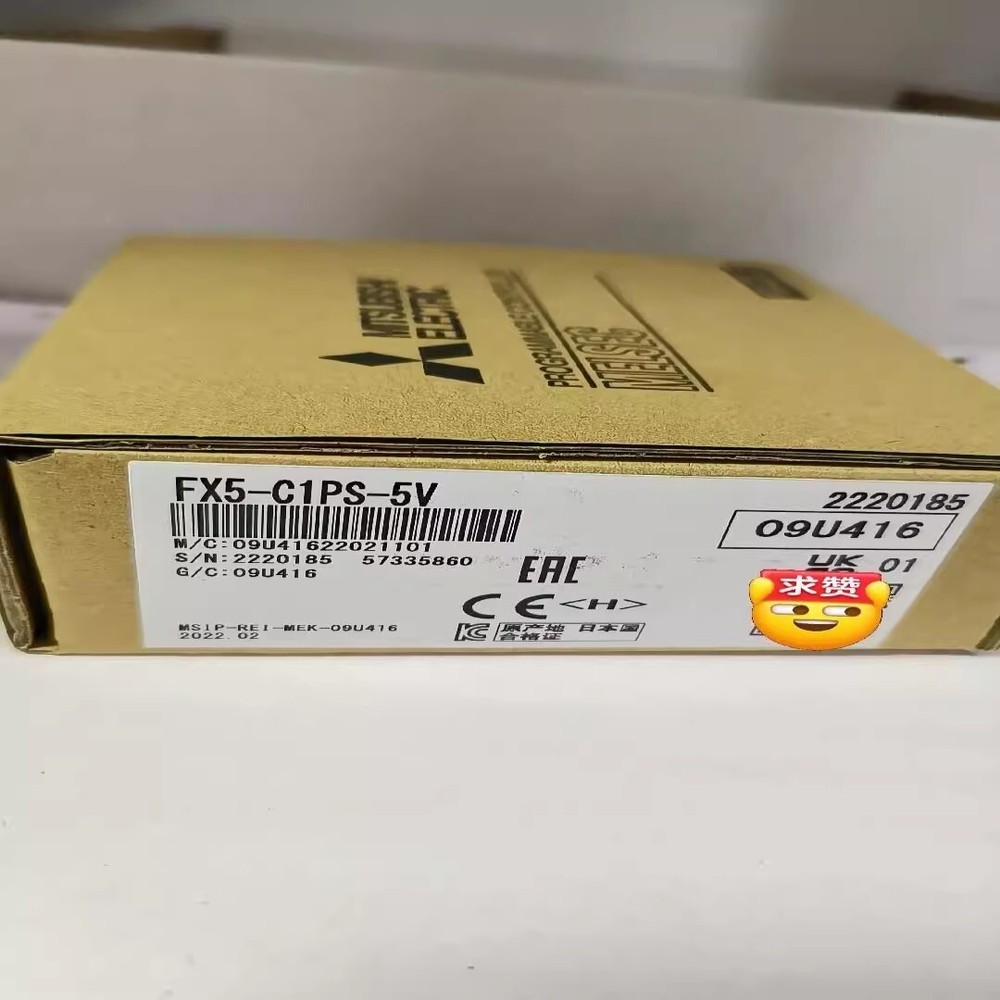 MITSUBISHI
ELECTRIC
PROGRAMMABLE CONTROLLER
MELSEC
FX5-C1PS-5V
2220185
09U416
M/C:09U41622021101
S/N:2220185 57335860
G/C:09U416
EAC
UK
01
求赞
CE <H>
MSIP-REI-MEK-09U416
2022.02
原产地 日本国
合格证